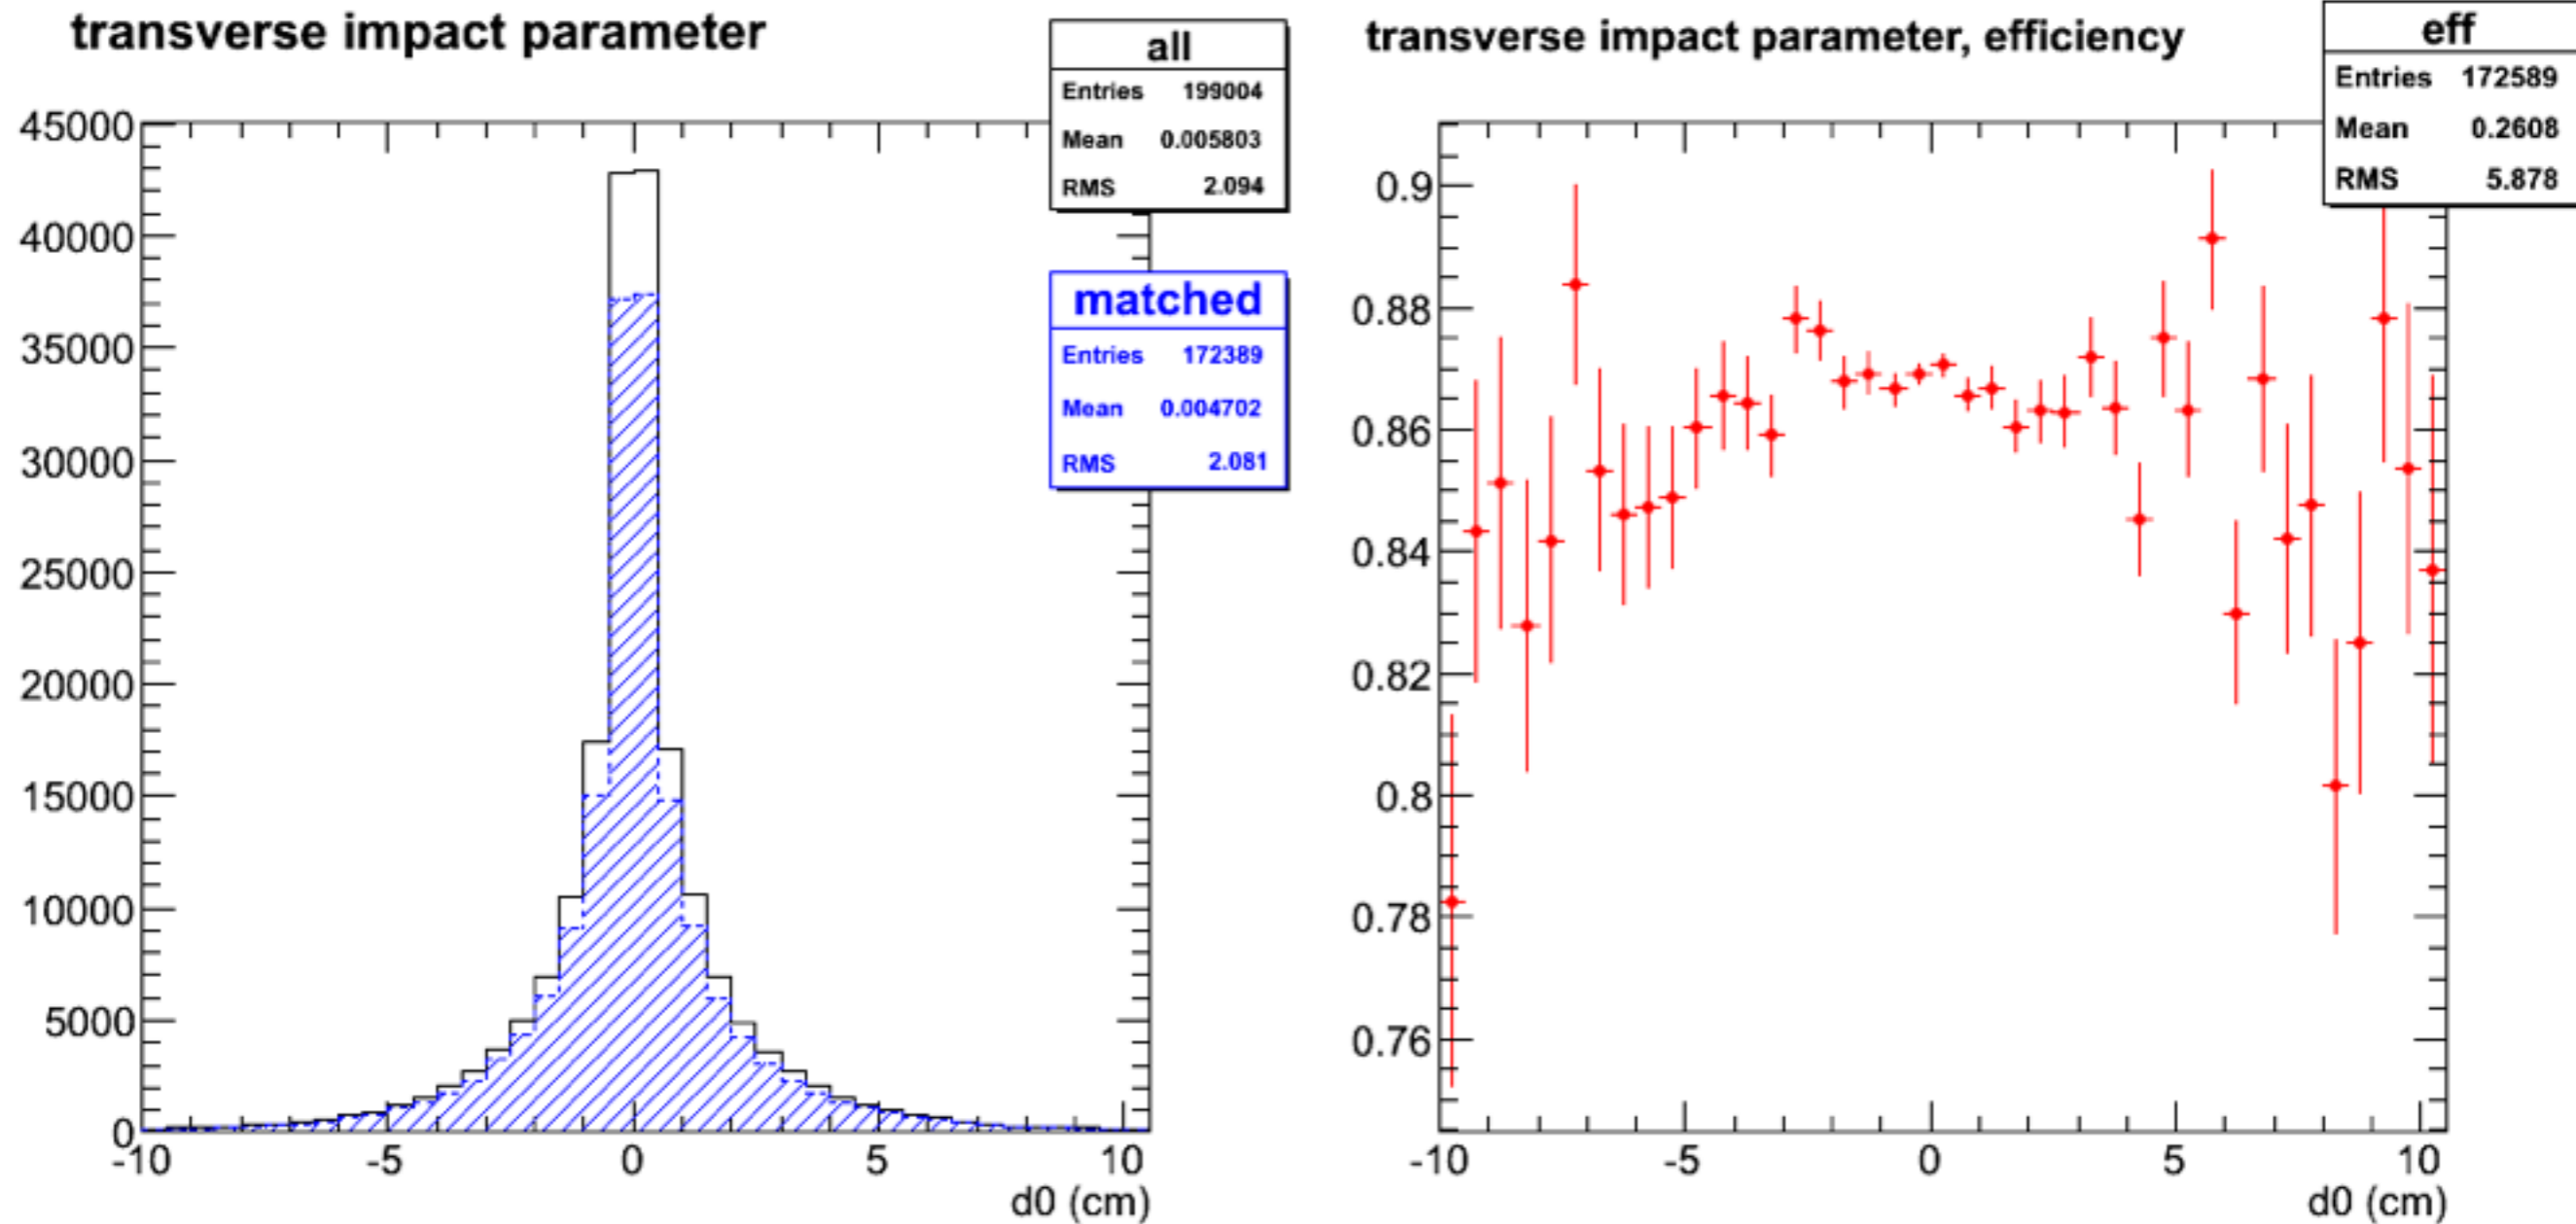 transverse impact parameter
all
Entries 199004
Mean 0.005803
RMS 2.094
matched
Entries 172389
Mean 0.004702
RMS 2.081
45000
40000
35000
30000
25000
20000
15000
10000
5000
0
-10 -5 0 5 10
d0 (cm)
transverse impact parameter, efficiency
eff
Entries 172589
Mean 0.2608
RMS 5.878
0.9
0.88
0.86
0.84
0.82
0.8
0.78
0.76
-10 -5 0 5 10
d0 (cm)